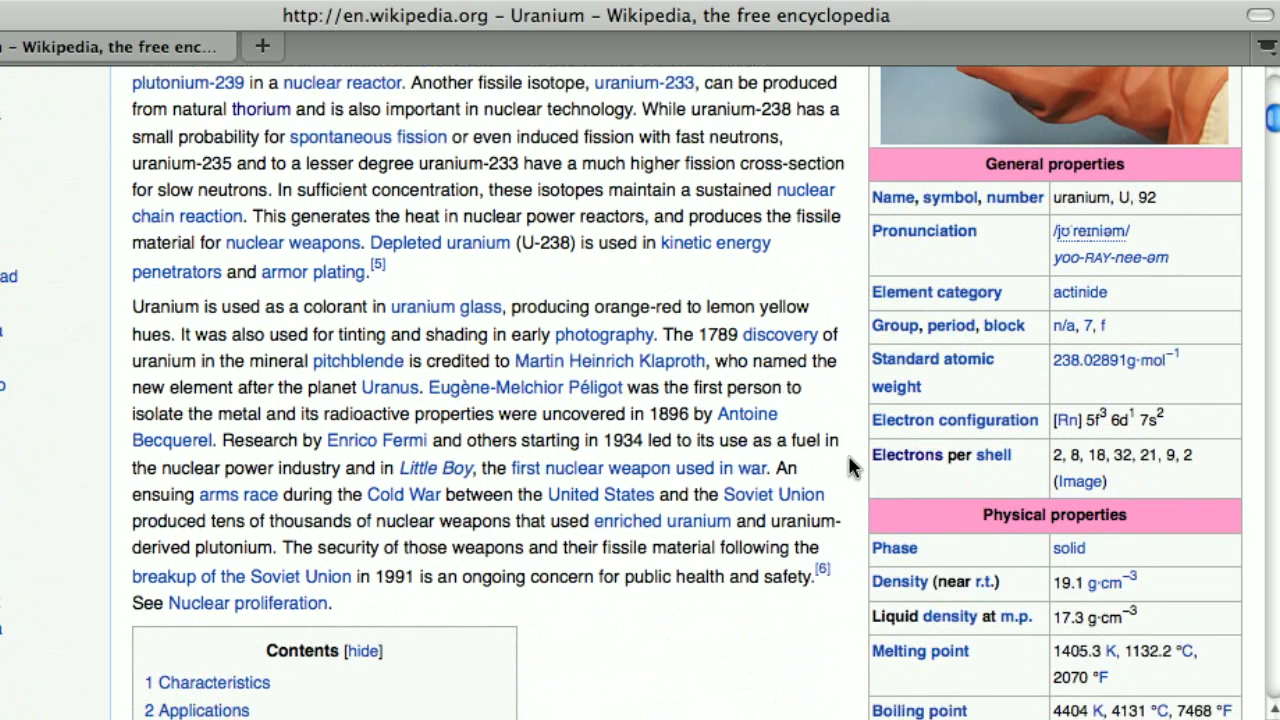 http://en.wikipedia.org – Uranium – Wikipedia, the free encyclopedia
– Wikipedia, the free enc...
+
plutonium-239 in a nuclear reactor. Another fissile isotope, uranium-233, can be produced
from natural thorium and is also important in nuclear technology. While uranium-238 has a
small probability for spontaneous fission or even induced fission with fast neutrons,
uranium-235 and to a lesser degree uranium-233 have a much higher fission cross-section
for slow neutrons. In sufficient concentration, these isotopes maintain a sustained nuclear
chain reaction. This generates the heat in nuclear power reactors, and produces the fissile
material for nuclear weapons. Depleted uranium (U-238) is used in kinetic energy
penetrators and armor plating.[5]
Uranium is used as a colorant in uranium glass, producing orange-red to lemon yellow
hues. It was also used for tinting and shading in early photography. The 1789 discovery of
uranium in the mineral pitchblende is credited to Martin Heinrich Klaproth, who named the
new element after the planet Uranus. Eugène-Melchior Péligot was the first person to
isolate the metal and its radioactive properties were uncovered in 1896 by Antoine
Becquerel. Research by Enrico Fermi and others starting in 1934 led to its use as a fuel in
the nuclear power industry and in Little Boy, the first nuclear weapon used in war. An
ensuing arms race during the Cold War between the United States and the Soviet Union
produced tens of thousands of nuclear weapons that used enriched uranium and uranium-
derived plutonium. The security of those weapons and their fissile material following the
breakup of the Soviet Union in 1991 is an ongoing concern for public health and safety.[6]
See Nuclear proliferation.
Contents [hide]
1 Characteristics
2 Applications
ad
General properties
Name, symbol, number uranium, U, 92
Pronunciation /jʊˈreɪniəm/
yoo-RAY-nee-əm
Element category actinide
Group, period, block n/a, 7, f
Standard atomic 238.02891g·mol⁻¹
weight
Electron configuration [Rn] 5f³ 6d¹ 7s²
Electrons per shell 2, 8, 18, 32, 21, 9, 2
(Image)
Physical properties
Phase solid
Density (near r.t.) 19.1 g·cm⁻³
Liquid density at m.p. 17.3 g·cm⁻³
Melting point 1405.3 K, 1132.2 °C,
2070 °F
Boiling point 4404 K, 4131 °C, 7468 °F